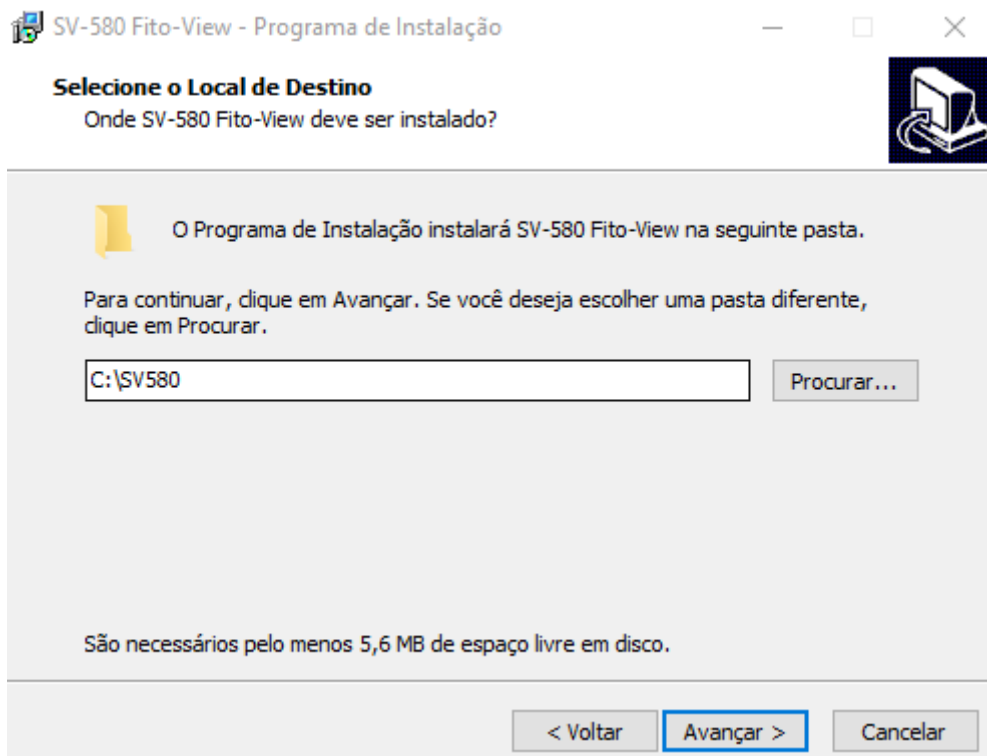 SV-580 Fito-View - Programa de Instalação
Selecione o Local de Destino
Onde SV-580 Fito-View deve ser instalado?
O Programa de Instalação instalará SV-580 Fito-View na seguinte pasta.
Para continuar, clique em Avançar. Se você deseja escolher uma pasta diferente,
clique em Procurar.
C:\SV580
Procurar...
São necessários pelo menos 5,6 MB de espaço livre em disco.
< Voltar
Avançar >
Cancelar